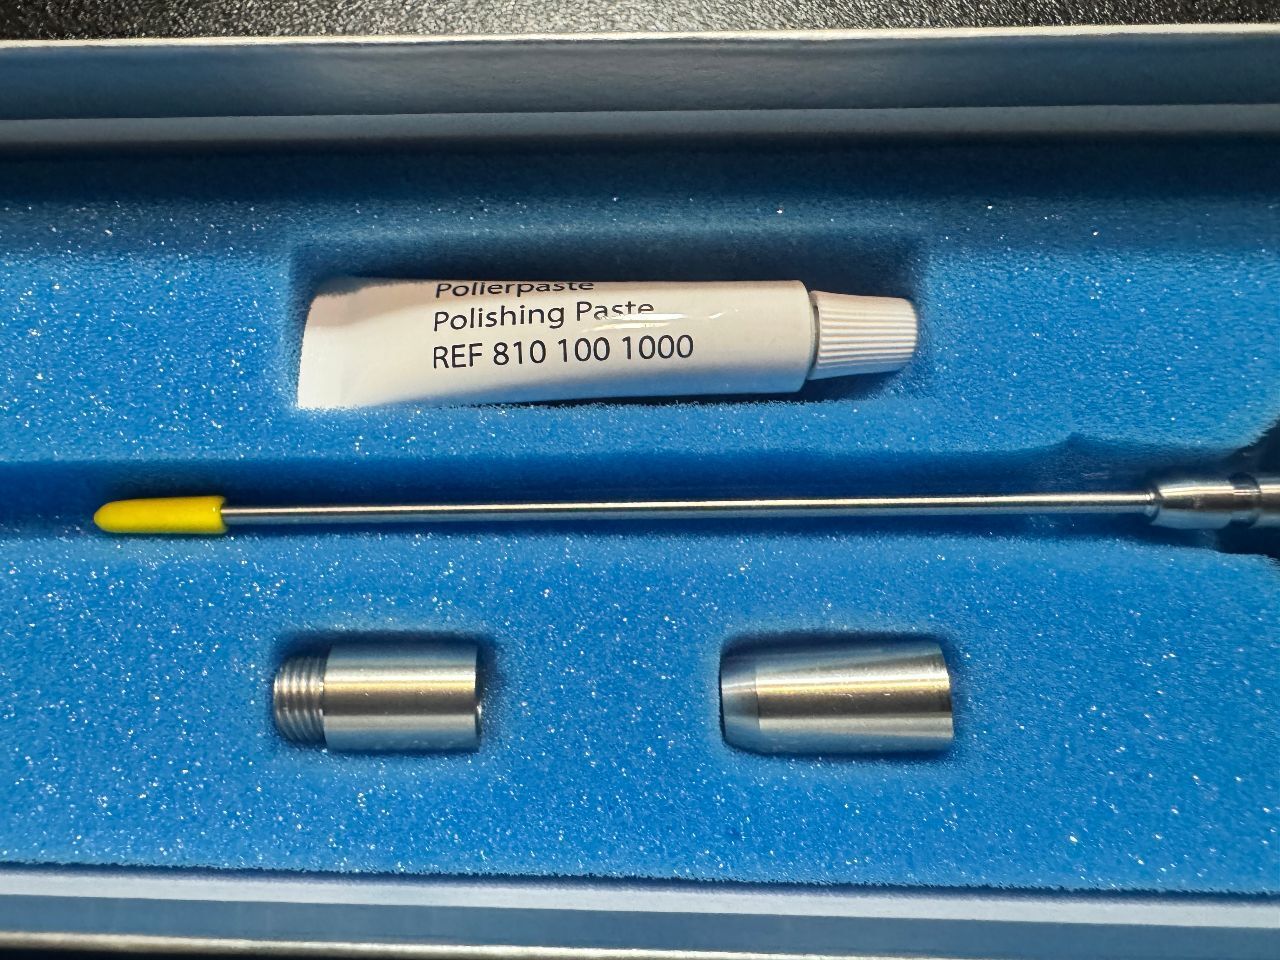 Polierpaste
Polishing Paste
REF 810 100 1000